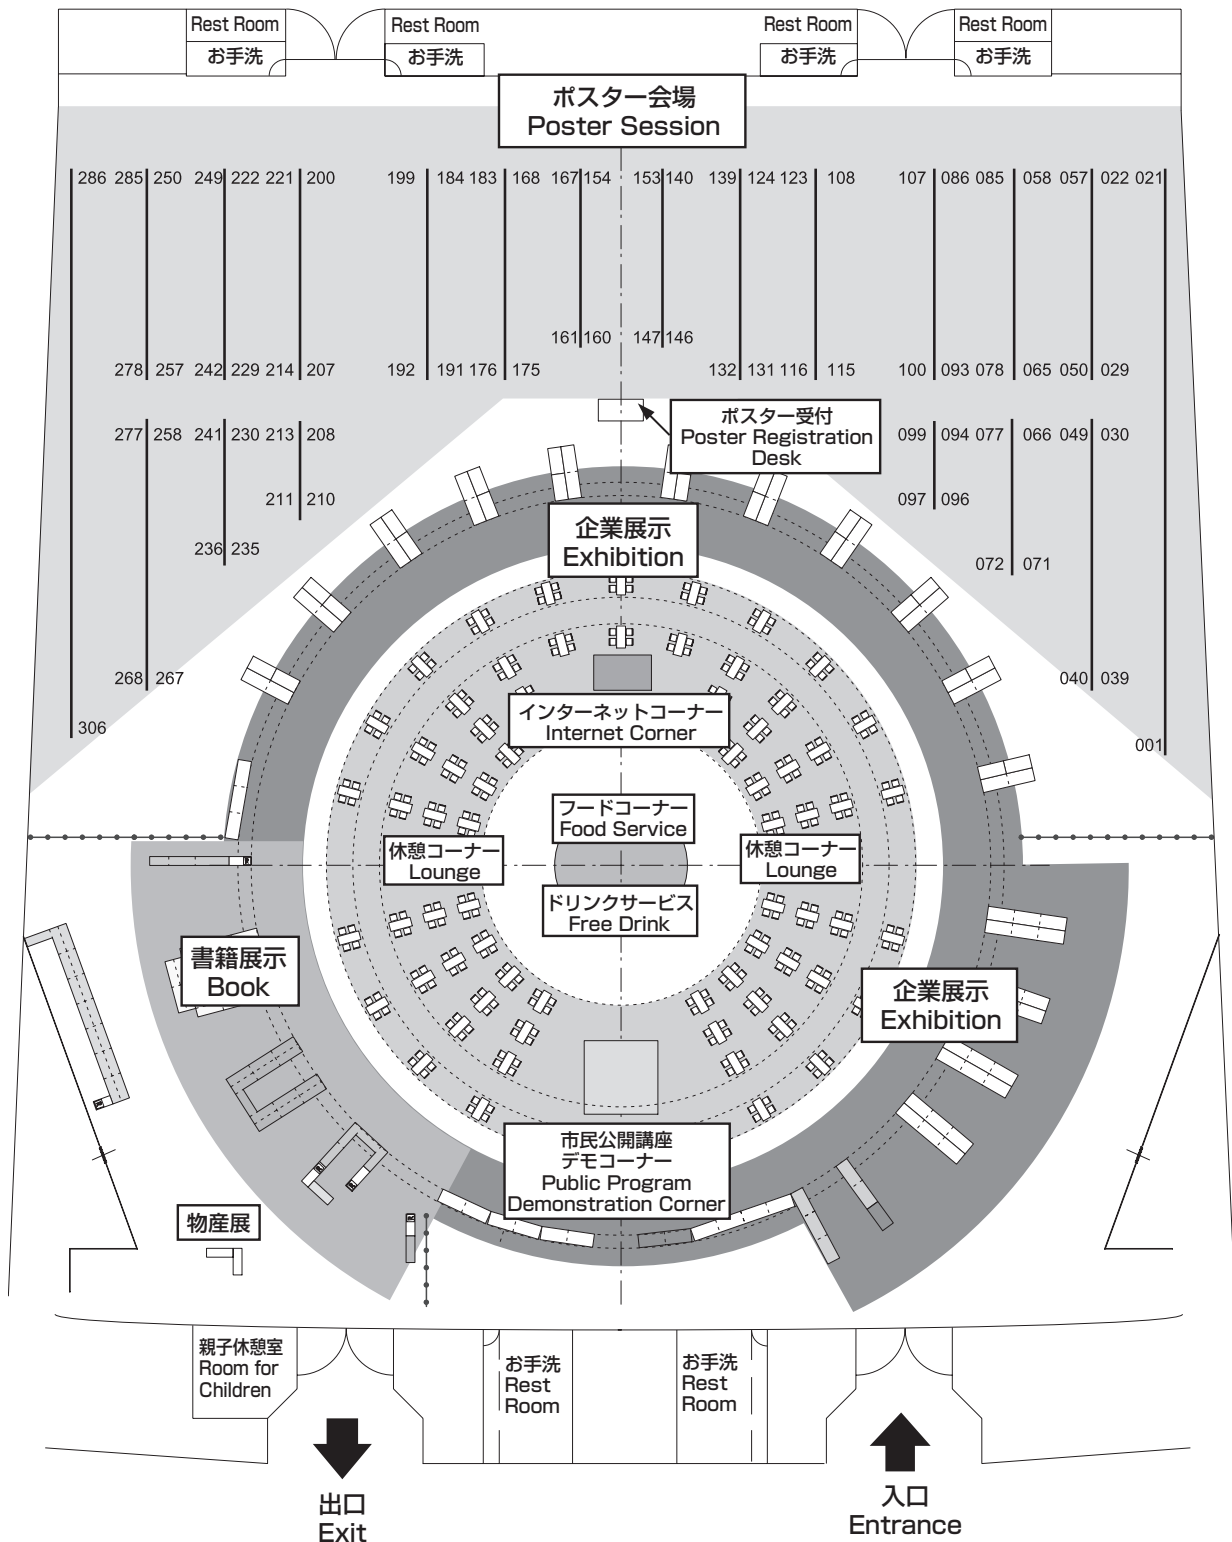 Rest Room
お手洗
Rest Room
お手洗
Rest Room
お手洗
Rest Room
お手洗
ポスター会場
Poster Session
286 285 250 249 222 221 200 199 184 183 168 167 154 153 140 139 124 123 108 107 086 085 058 057 022 021
161 160 147 146
278 257 242 229 214 207 192 191 176 175 132 131 116 115 100 093 078 065 050 029
ポスター受付
Poster Registration
Desk
277 258 241 230 213 208 099 094 077 066 049 030
211 210 097 096
236 235 072 071
268 267 040 039
306 001
企業展示
Exhibition
インターネットコーナー
Internet Corner
フードコーナー
Food Service
休憩コーナー
Lounge
休憩コーナー
Lounge
ドリンクサービス
Free Drink
書籍展示
Book
企業展示
Exhibition
市民公開講座
デモコーナー
Public Program
Demonstration Corner
物産展
親子休憩室
Room for
Children
お手洗
Rest
Room
お手洗
Rest
Room
出口
Exit
入口
Entrance